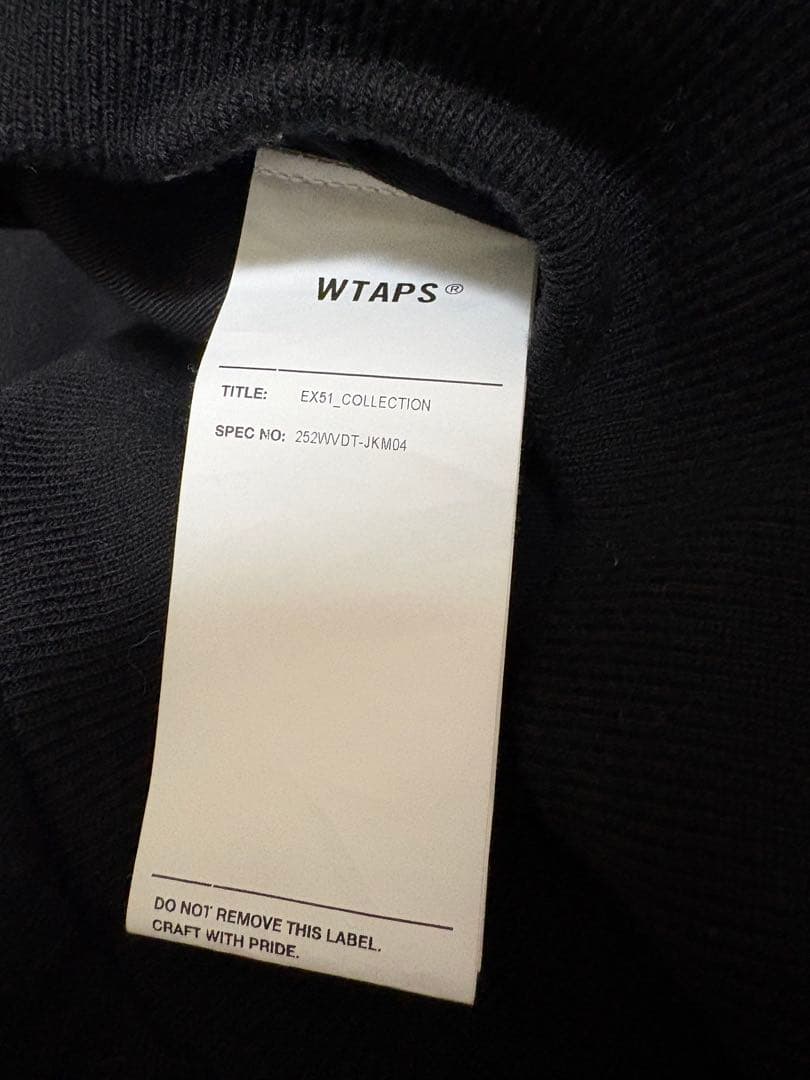 WTAPS®
TITLE: EX51_COLLECTION
SPEC NO: 252WVDT-JKM04
DO NOT REMOVE THIS LABEL.
CRAFT WITH PRIDE.